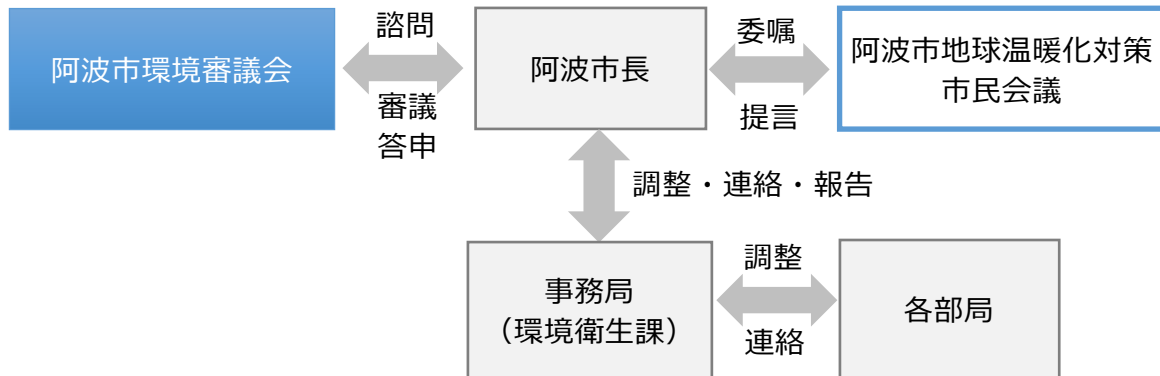 阿波市環境審議会
諮問
審議
答申
阿波市長
委嘱
提言
阿波市地球温暖化対策
市民会議
調整・連絡・報告
事務局
（環境衛生課）
調整
連絡
各部局